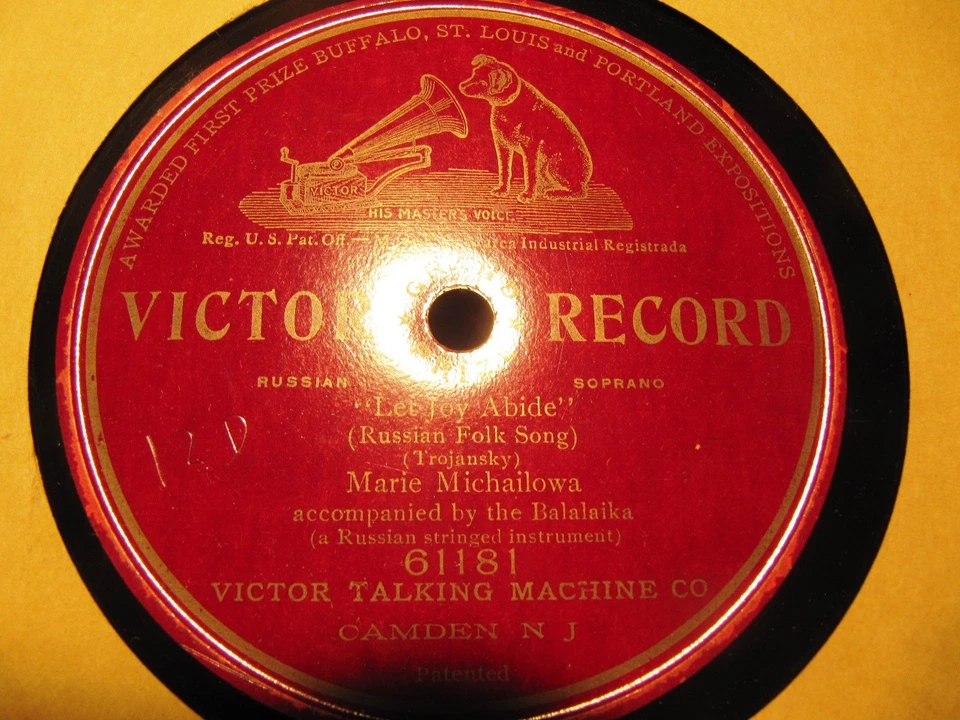 AWARDED FIRST PRIZE BUFFALO, ST. LOUIS and PORTLAND EXPOSITIONS
VICTOR
HIS MASTER'S VOICE
Reg. U. S. Pat. Off.— Industrial Registrada
VICTOR RECORD
RUSSIAN SOPRANO
“Let Joy Abide”
(Russian Folk Song)
(Trojansky)
Marie Michailowa
accompanied by the Balalaika
(a Russian stringed instrument)
61181
VICTOR TALKING MACHINE CO
CAMDEN N J
Patented